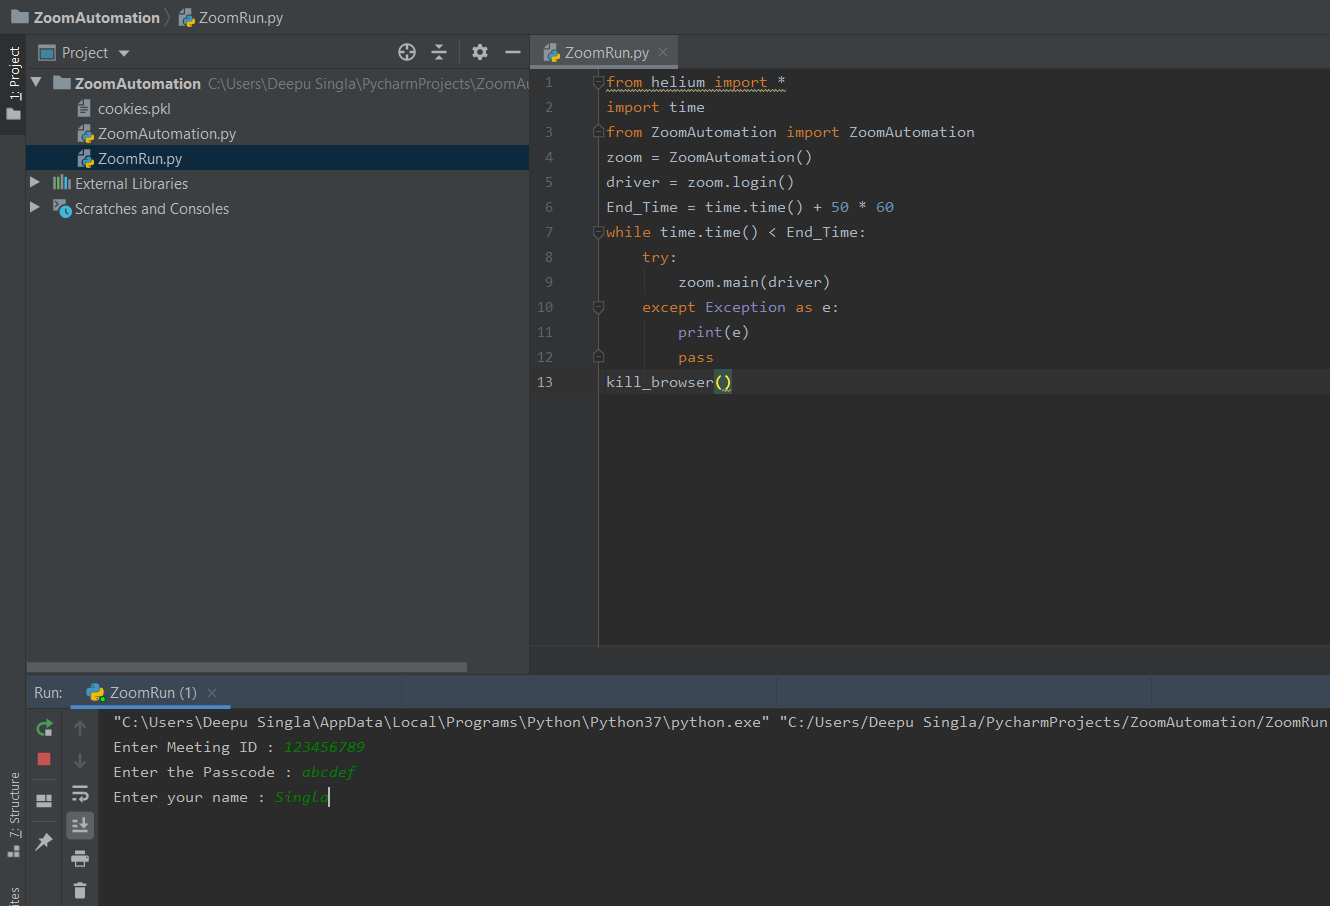 ZoomAutomation ZoomRun.py
1: Project
Project
ZoomAutomation C:\Users\Deepu Singla\PycharmProjects\ZoomAu
cookies.pkl
ZoomAutomation.py
ZoomRun.py
External Libraries
Scratches and Consoles
ZoomRun.py
1 from helium import *
2 import time
3 from ZoomAutomation import ZoomAutomation
4 zoom = ZoomAutomation()
5 driver = zoom.login()
6 End_Time = time.time() + 50 * 60
7 while time.time() < End_Time:
8 try:
9 zoom.main(driver)
10 except Exception as e:
11 print(e)
12 pass
13 kill_browser()
Run: ZoomRun (1)
"C:\Users\Deepu Singla\AppData\Local\Programs\Python\Python37\python.exe" "C:/Users/Deepu Singla/PycharmProjects/ZoomAutomation/ZoomRun
Enter Meeting ID : 123456789
Enter the Passcode : abcdef
Enter your name : Singla
Z: Structure
ites